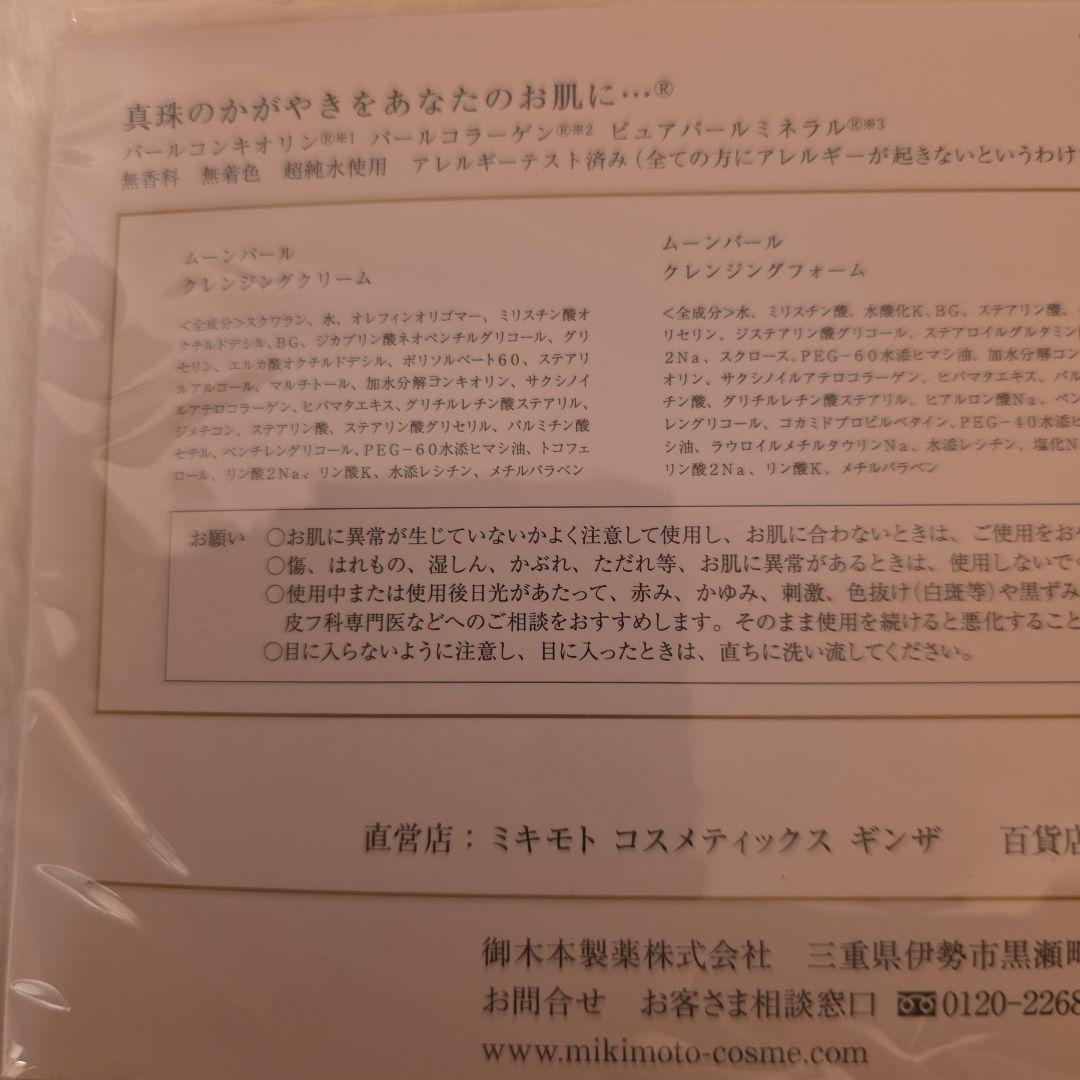 真珠のかがやきをあなたのお肌に…®
パールコンキオリン®※1 パールコラーゲン®※2 ピュアパールミネラル®※3
無香料 無着色 超純水使用 アレルギーテスト済み(全ての方にアレルギーが起きないというわけ
ムーンパール
クレンジングクリーム
<全成分>スクワラン、水、オレフィンオリゴマー、ミリスチン酸オ
クチルドデシル、BG、ジカプリン酸ネオペンチルグリコール、グリ
セリン、エルカ酸オクチルドデシル、ポリソルベート60、ステアリ
ルアルコール、マルチトール、加水分解コンキオリン、サクシノイ
ルアテロコラーゲン、ヒバマタエキス、グリチルレチン酸ステアリル、
ジメチコン、ステアリン酸、ステアリン酸グリセリル、パルミチン酸
セチル、ペンチレングリコール、PEG-60水添ヒマシ油、トコフェ
ロール、リン酸2Na、リン酸K、水添レシチン、メチルパラベン
ムーンパール
クレンジングフォーム
<全成分>水、ミリスチン酸、水酸化K、BG、ステアリン酸、
リセリン、ジステアリン酸グリコール、ステアロイルグルタミン
2Na、スクロース、PEG-60水添ヒマシ油、加水分解コン
オリン、サクシノイルアテロコラーゲン、ヒバマタエキス、パル
チン酸、グリチルレチン酸ステアリル、ヒアルロン酸Na、ペン
レングリコール、コカミドプロピルベタイン、PEG-40水添ヒ
シ油、ラウロイルメチルタウリンNa、水添レシチン、塩化N
リン酸2Na、リン酸K、メチルパラベン
お願い ○お肌に異常が生じていないかよく注意して使用し、お肌に合わないときは、ご使用をお
○傷、はれもの、湿しん、かぶれ、ただれ等、お肌に異常があるときは、使用しないで
○使用中または使用後日光があたって、赤み、かゆみ、刺激、色抜け(白斑等)や黒ずみ
皮フ科専門医などへのご相談をおすすめします。そのまま使用を続けると悪化すること
○目に入らないように注意し、目に入ったときは、直ちに洗い流してください。
直営店：ミキモト コスメティックス ギンザ 百貨店
御木本製薬株式会社 三重県伊勢市黒瀬町
お問合せ お客さま相談窓口 0120-2268
www.mikimoto-cosme.com